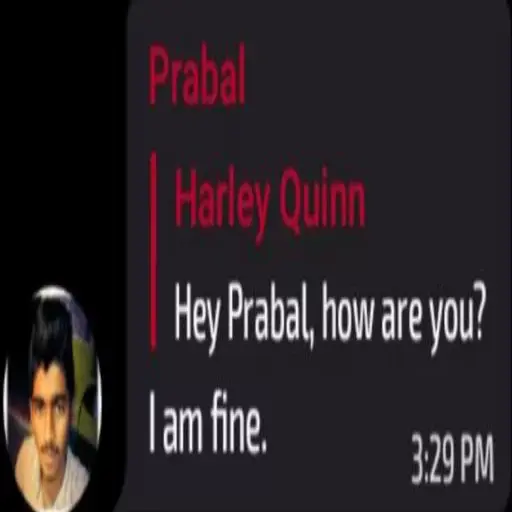 Prabal
Harley Quinn
Hey Prabal, how are you?
I am fine.
3:29 PM